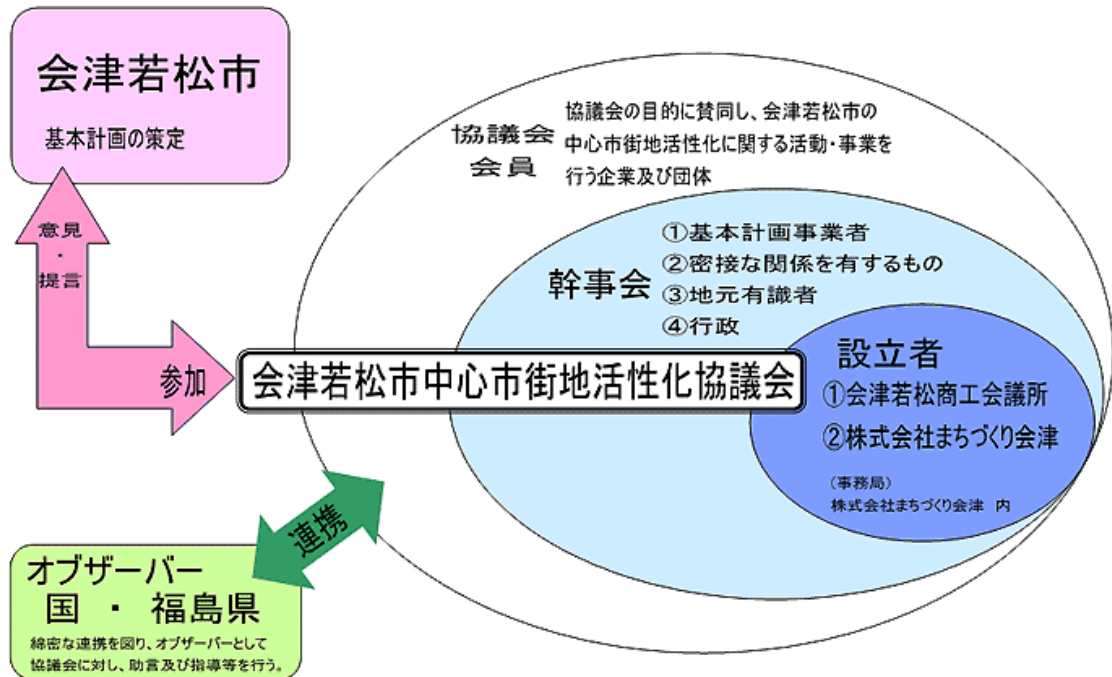 会津若松市
基本計画の策定
意見
・
提言
参加
協議会
会員
協議会の目的に賛同し、会津若松市の
中心市街地活性化に関する活動・事業を
行う企業及び団体
幹事会
①基本計画事業者
②密接な関係を有するもの
③地元有識者
④行政
会津若松市中心市街地活性化協議会
設立者
①会津若松商工会議所
②株式会社まちづくり会津
(事務局)
株式会社まちづくり会津 内
連携
オブザーバー
国 ・ 福島県
綿密な連携を図り、オブザーバーとして
協議会に対し、助言及び指導等を行う。